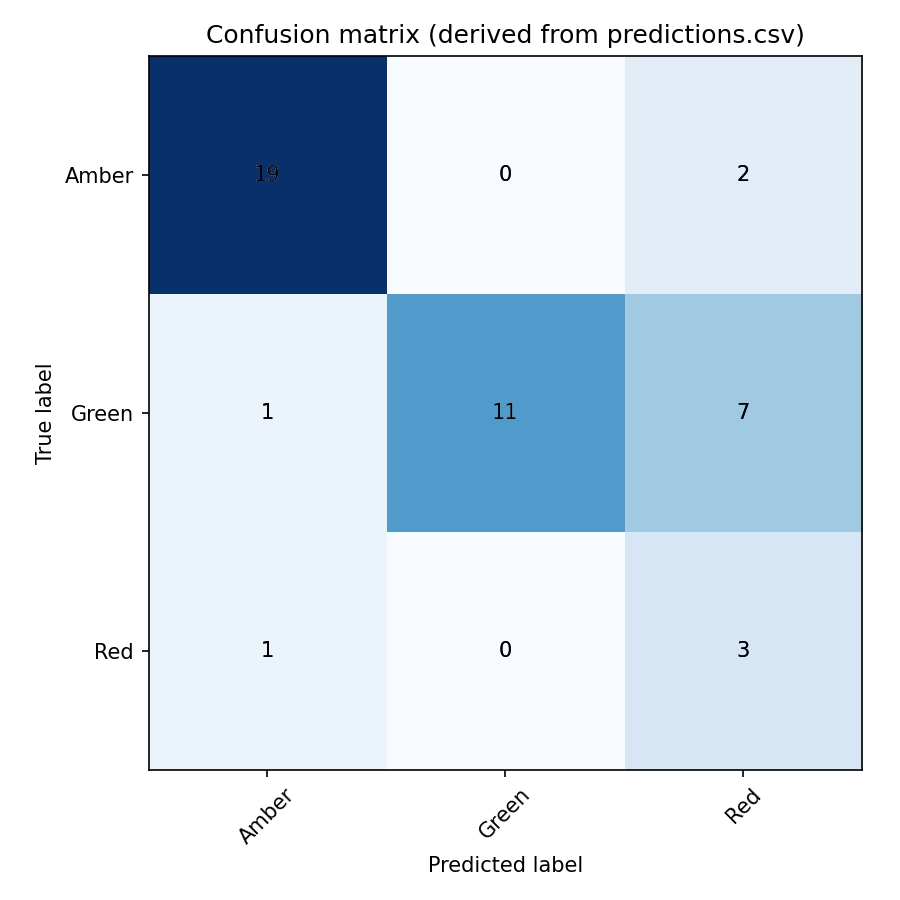 Confusion matrix (derived from predictions.csv)
Amber
19
0
2
True label
Green
1
11
7
Red
1
0
3
Amber
Green
Red
Predicted label